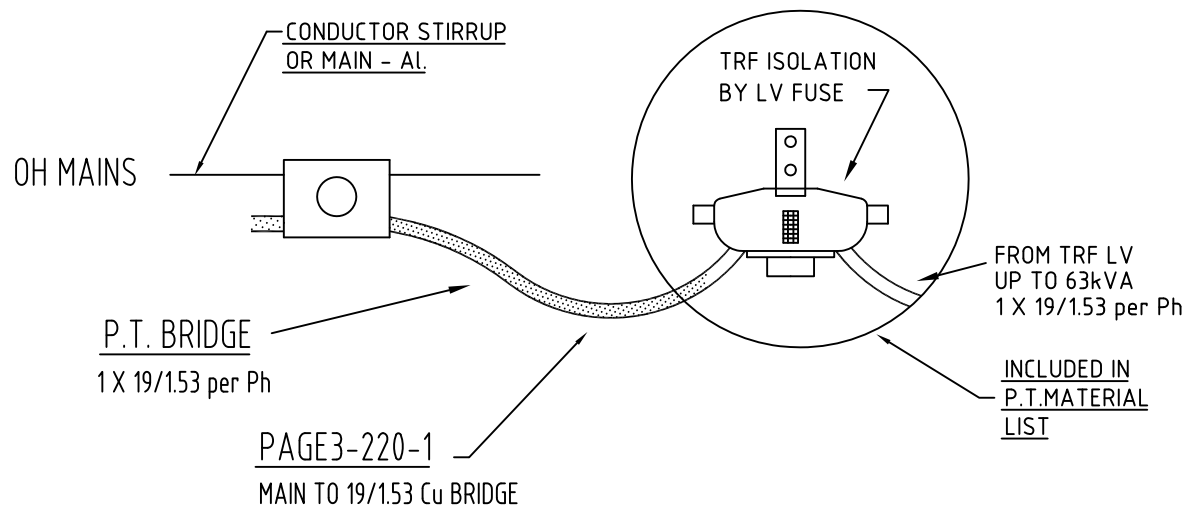 CONDUCTOR STIRRUP
OR MAIN - Al.
TRF ISOLATION
BY LV FUSE
OH MAINS
FROM TRF LV
UP TO 63kVA
1 X 19/1.53 per Ph
P.T. BRIDGE
1 X 19/1.53 per Ph
INCLUDED IN
P.T.MATERIAL
LIST
PAGE3-220-1
MAIN TO 19/1.53 Cu BRIDGE